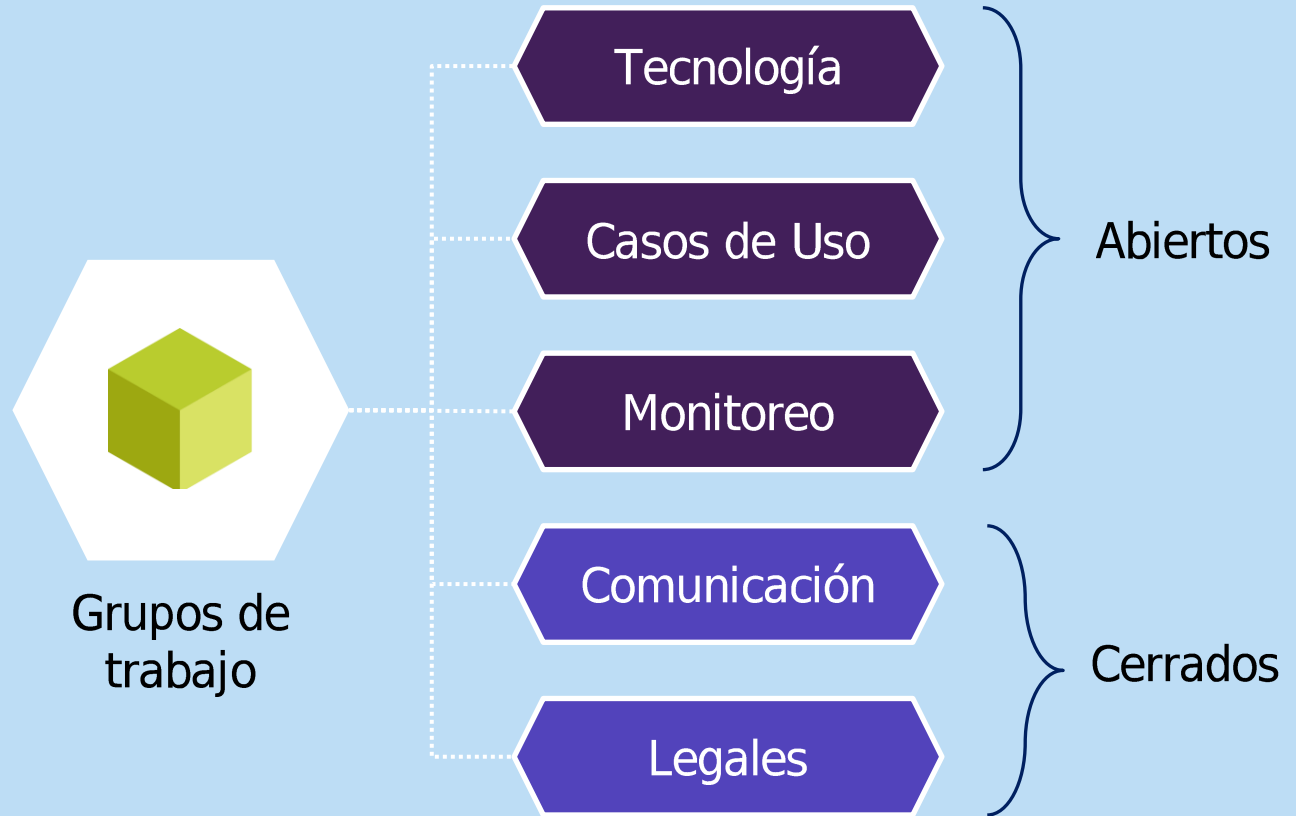 Tecnología
Casos de Uso
Monitoreo
Abiertos
Comunicación
Legales
Cerrados
Grupos de
trabajo